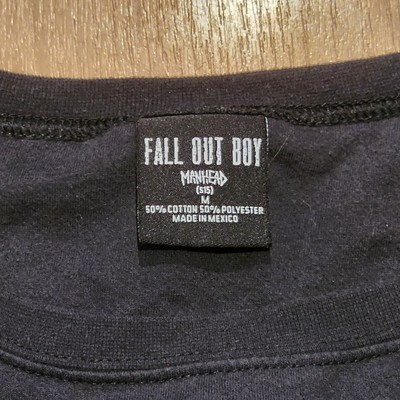 FALL OUT BOY
MANHEAD
(S15)
M
50% COTTON 50% POLYESTER
MADE IN MEXICO